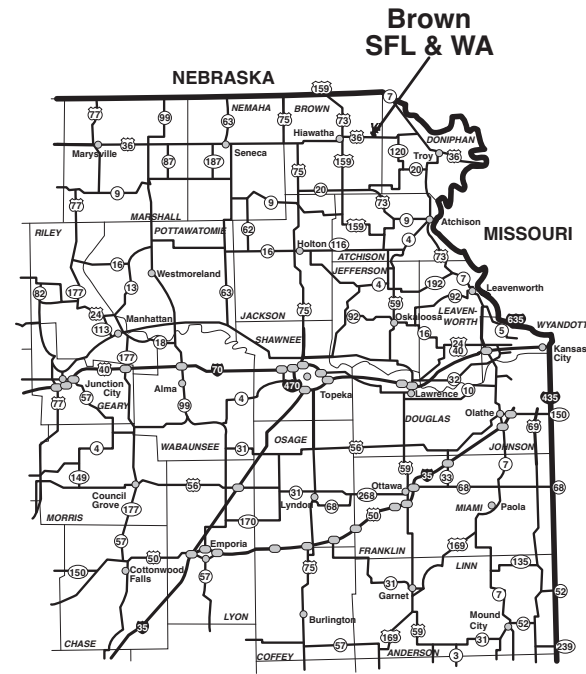 Brown
SFL & WA
NEBRASKA
159
7
77
99
NEMAHA
BROWN
63
75
73
DONIPHAN
Hiawatha
36
Marysville
36
Seneca
120
Troy
36
87
187
159
20
75
9
20
73
77
9
MARSHALL
62
159
9
Atchison
RILEY
POTTAWATOMIE
4
MISSOURI
16
Holton
116
ATCHISON
73
16
Westmoreland
JEFFERSON
7
Leavenworth
82
177
13
63
4
192
92
59
24
JACKSON
75
92
Oskaloosa
LEAVEN-
WORTH
635
Manhattan
16
5
WYANDOTT
113
18
SHAWNEE
24
40
Kansas
City
177
40
70
Junction
City
470
Topeka
32
435
57
Alma
Lawrence
10
77
GEARY
99
4
DOUGLAS
Olathe
150
4
WABAUNSEE
OSAGE
56
69
31
JOHNSON
59
35
33
7
149
Ottawa
Council
Grove
56
31
268
68
68
Lyndon
68
MIAMI
Paola
MORRIS
177
50
170
169
57
Emporia
FRANKLIN
50
LINN
135
150
Cottonwood
Falls
57
75
31
Garnet
7
52
LYON
Burlington
Mound
City
52
35
59
169
31
CHASE
57
239
COFFEY
ANDERSON
3